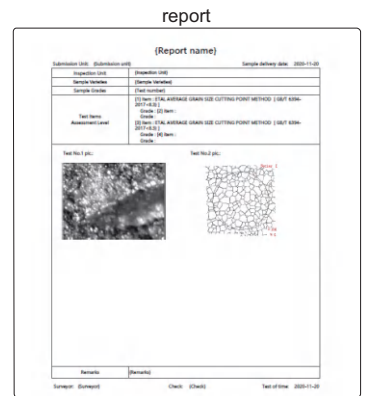 report
{Report name}
Submission Unit: {Submission unit} Sample delivery date: 2020-11-20
Inspection Unit {Inspection Unit}
Sample Varieties {Sample Varieties}
Sample Grades {Test number}
Test Items
Assessment Level
[1] Item : ETAL AVERAGE GRAIN SIZE CUTTING POINT METHOD [ GB/T 6394-
2017-8.3] ]
Grade : [2] Item :
Grade :
[3] Item : ETAL AVERAGE GRAIN SIZE CUTTING POINT METHOD [ GB/T 6394-
2017-8.3] ]
Grade : [4] Item :
Grade :
Test No.1 pic.: Test No.2 pic.:
Remarks {Remarks}
Surveyor: {Surveyor} Check: {Check} Test of time: 2020-11-20